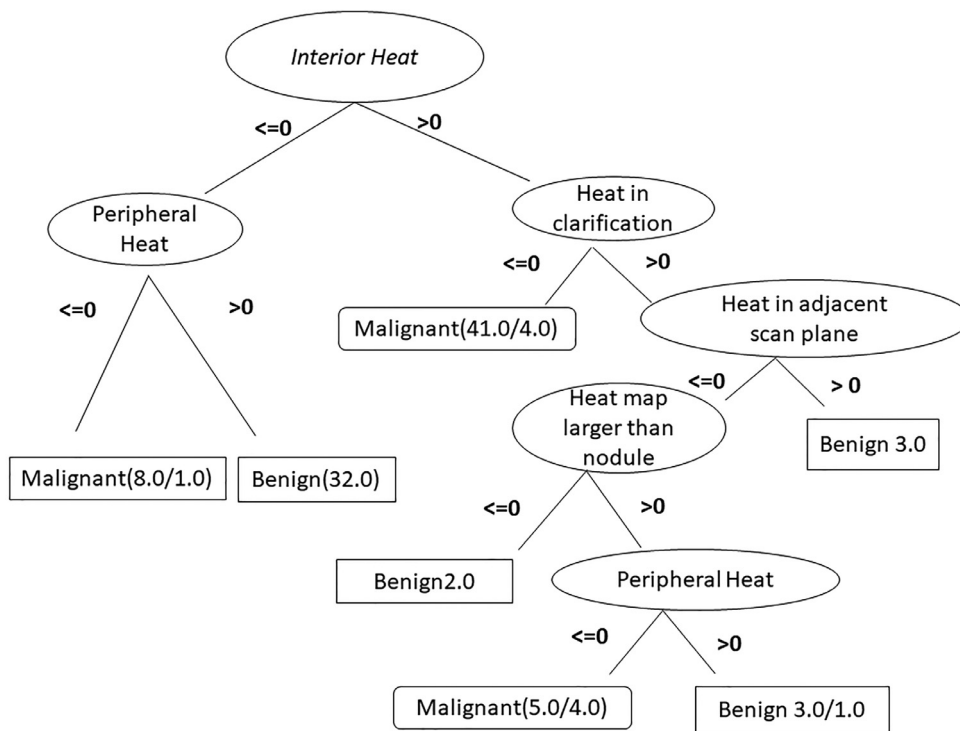 Interior Heat
<=0
>0
Peripheral
Heat
Heat in
clarification
<=0
>0
<=0
>0
Malignant(41.0/4.0)
Heat in adjacent
scan plane
<=0
> 0
Heat map
larger than
nodule
Benign 3.0
Malignant(8.0/1.0)
Benign(32.0)
<=0
>0
Benign2.0
Peripheral Heat
<=0
>0
Malignant(5.0/4.0)
Benign 3.0/1.0